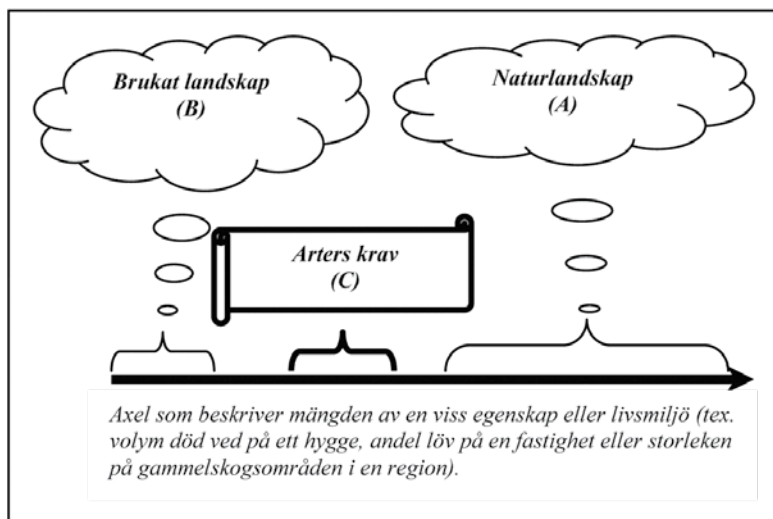 Brukat landskap
(B)
Naturlandskap
(A)
Arters krav
(C)
Axel som beskriver mängden av en viss egenskap eller livsmiljö (tex.
volym död ved på ett hygge, andel löv på en fastighet eller storleken
på gammelskogsområden i en region).